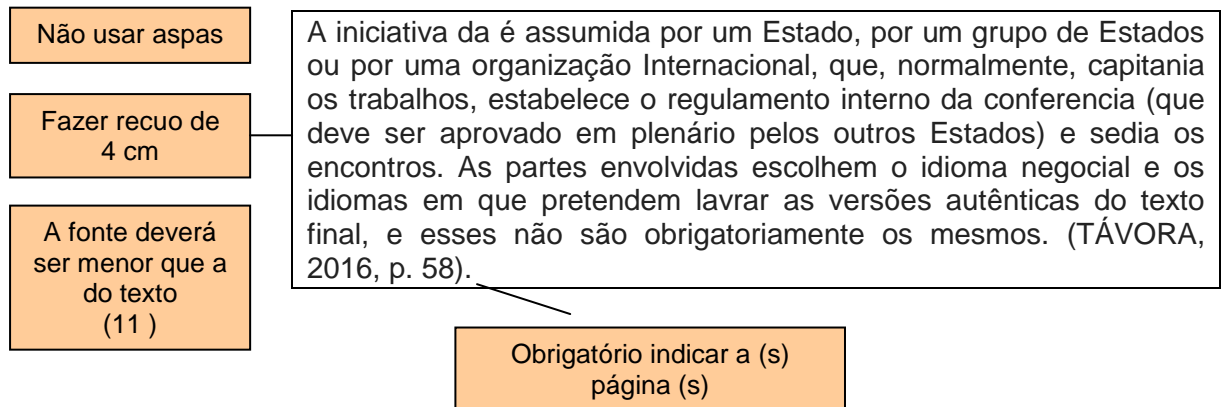 Não usar aspas
Fazer recuo de
4 cm
A fonte deverá
ser menor que a
do texto
(11 )
A iniciativa da é assumida por um Estado, por um grupo de Estados
ou por uma organização Internacional, que, normalmente, capitania
os trabalhos, estabelece o regulamento interno da conferencia (que
deve ser aprovado em plenário pelos outros Estados) e sedia os
encontros. As partes envolvidas escolhem o idioma negocial e os
idiomas em que pretendem lavrar as versões autênticas do texto
final, e esses não são obrigatoriamente os mesmos. (TÁVORA,
2016, p. 58).
Obrigatório indicar a (s)
página (s)